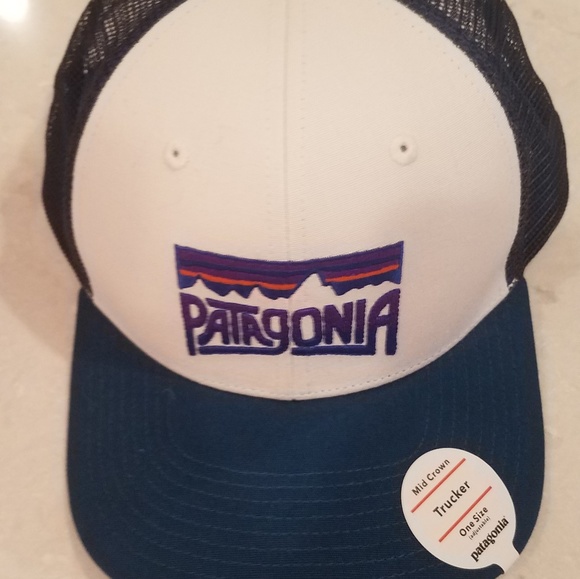 PATAGONIA
Mid Crown
Trucker
One Size
(adjustable)
patagonia